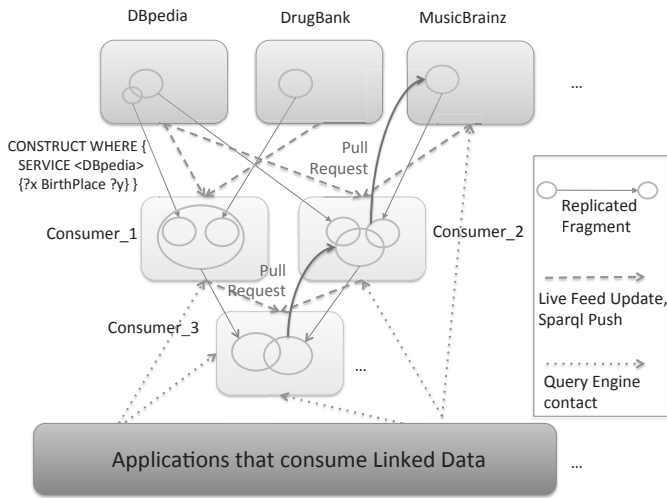 DBpedia
DrugBank
MusicBrainz
...
CONSTRUCT WHERE {
SERVICE <DBpedia>
{?x BirthPlace ?y} }
Pull
Request
Consumer_1
Consumer_2
Pull
Request
Consumer_3
...
Replicated
Fragment
Live Feed Update,
Sparql Push
Query Engine
contact
Applications that consume Linked Data
...